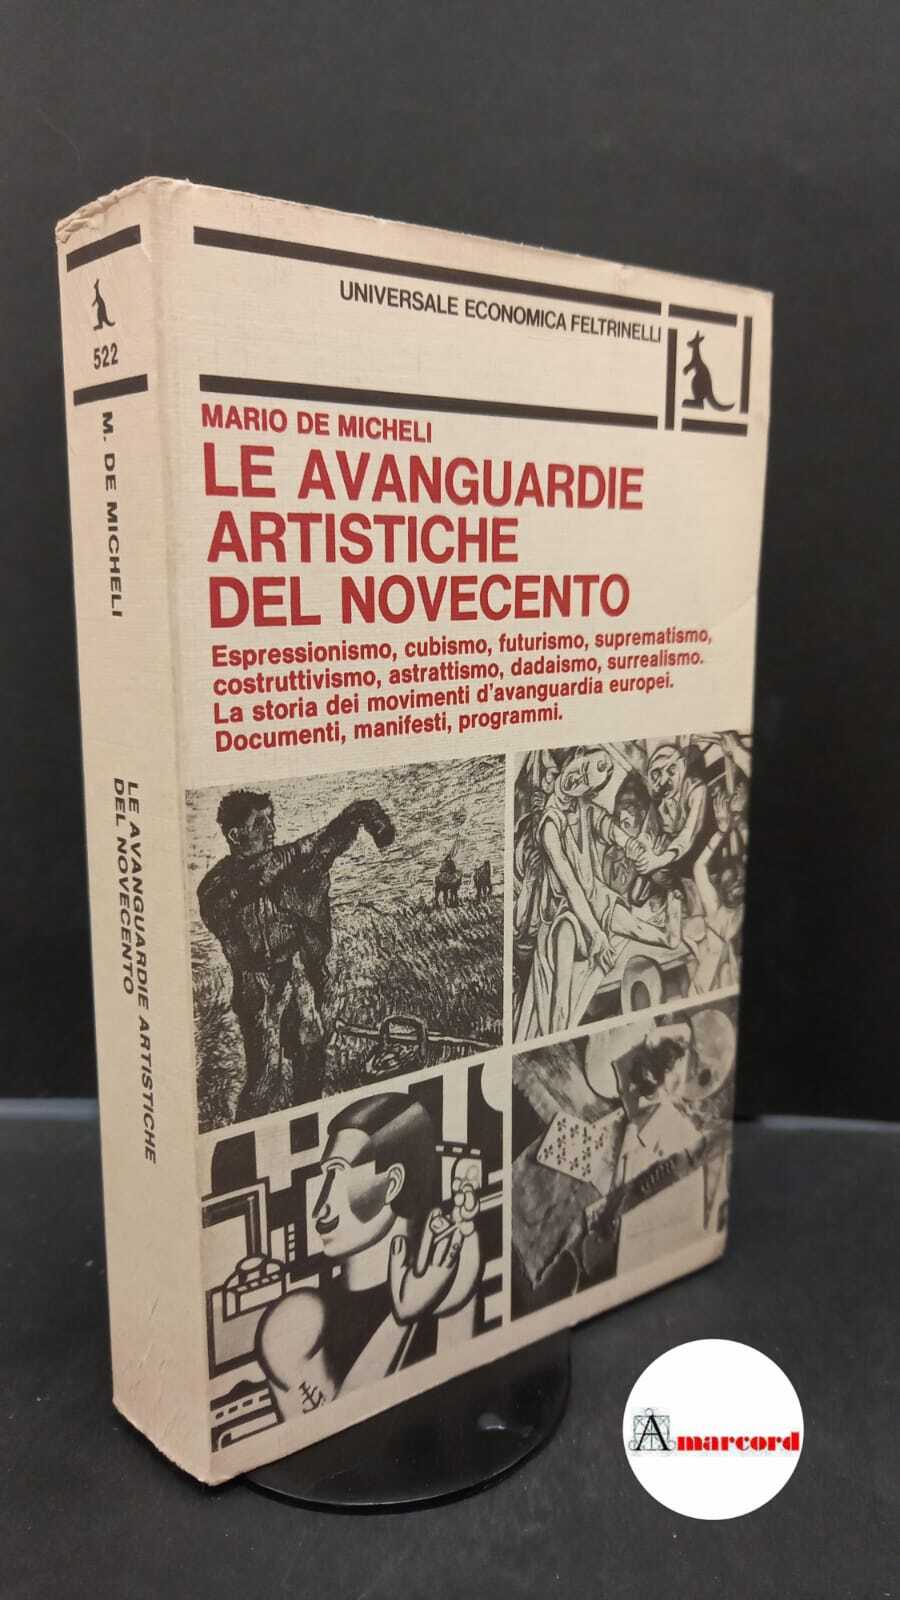 522
M. DE MICHELI
LE AVANGUARDIE ARTISTICHE
DEL NOVECENTO
UNIVERSALE ECONOMICA FELTRINELLI
MARIO DE MICHELI
LE AVANGUARDIE
ARTISTICHE
DEL NOVECENTO
Espressionismo, cubismo, futurismo, suprematismo,
costruttivismo, astrattismo, dadaismo, surrealismo.
La storia dei movimenti d'avanguardia europei.
Documenti, manifesti, programmi.
Amarcord